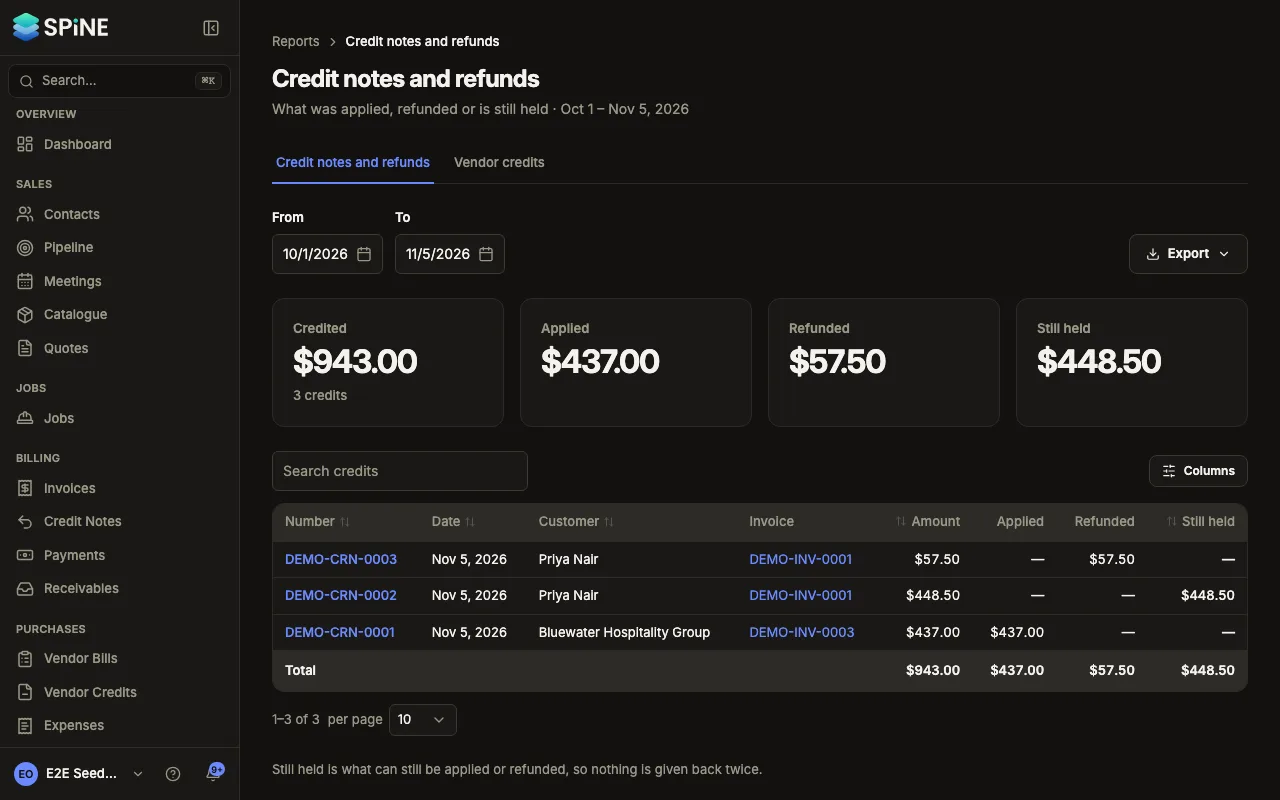 SPiNE
Search...
⌘K
OVERVIEW
Dashboard
SALES
Contacts
Pipeline
Meetings
Catalogue
Quotes
JOBS
Jobs
BILLING
Invoices
Credit Notes
Payments
Receivables
PURCHASES
Vendor Bills
Vendor Credits
Expenses
EO E2E Seed... 9+
Reports > Credit notes and refunds
Credit notes and refunds
What was applied, refunded or is still held · Oct 1 – Nov 5, 2026
Credit notes and refunds Vendor credits
From To
10/1/2026 11/5/2026 Export
Credited Applied Refunded Still held
$943.00 $437.00 $57.50 $448.50
3 credits
Search credits Columns
Number Date Customer Invoice Amount Applied Refunded Still held
DEMO-CRN-0003 Nov 5, 2026 Priya Nair DEMO-INV-0001 $57.50 — $57.50 —
DEMO-CRN-0002 Nov 5, 2026 Priya Nair DEMO-INV-0001 $448.50 — — $448.50
DEMO-CRN-0001 Nov 5, 2026 Bluewater Hospitality Group DEMO-INV-0003 $437.00 $437.00 — —
Total $943.00 $437.00 $57.50 $448.50
1–3 of 3 per page 10
Still held is what can still be applied or refunded, so nothing is given back twice.